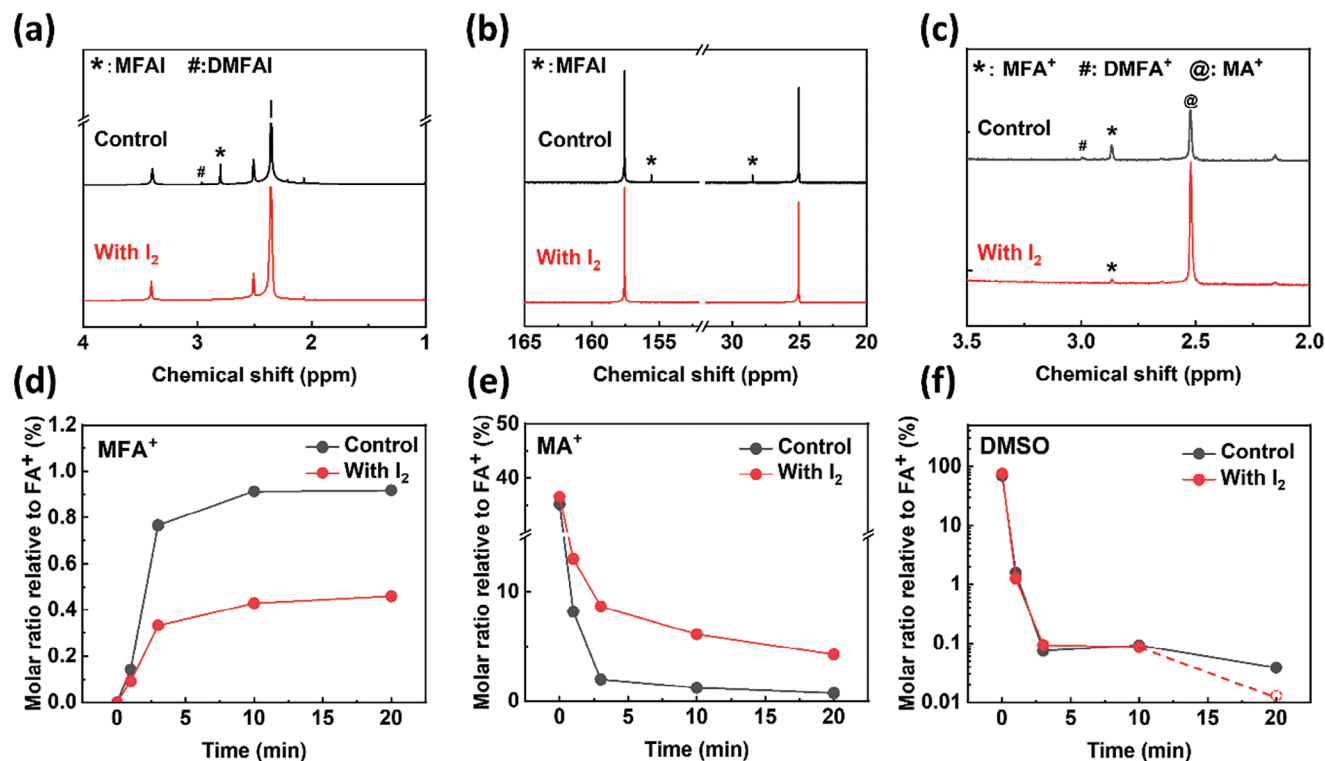 (a)
*: MFAI #:DMFAI
Control
#
*
With I₂
4 3 2 1
Chemical shift (ppm)
(b)
*: MFAI
Control
*
*
With I₂
165 160 155 30 25 20
Chemical shift (ppm)
(c)
*: MFA⁺ #: DMFA⁺ @: MA⁺
@
Control
#
*
With I₂
*
3.5 3.0 2.5 2.0
Chemical shift (ppm)
(d)
Molar ratio relative to FA⁺ (%)
1.2
1.0
0.8
0.6
0.4
0.2
0.0
MFA⁺
Control
With I₂
0 5 10 15 20
Time (min)
(e)
Molar ratio relative to FA⁺ (%)
50
40
10
0
MA⁺
Control
With I₂
0 5 10 15 20
Time (min)
(f)
Molar ratio relative to FA⁺ (%)
100
10
1
0.1
0.01
DMSO
Control
With I₂
0 5 10 15 20
Time (min)